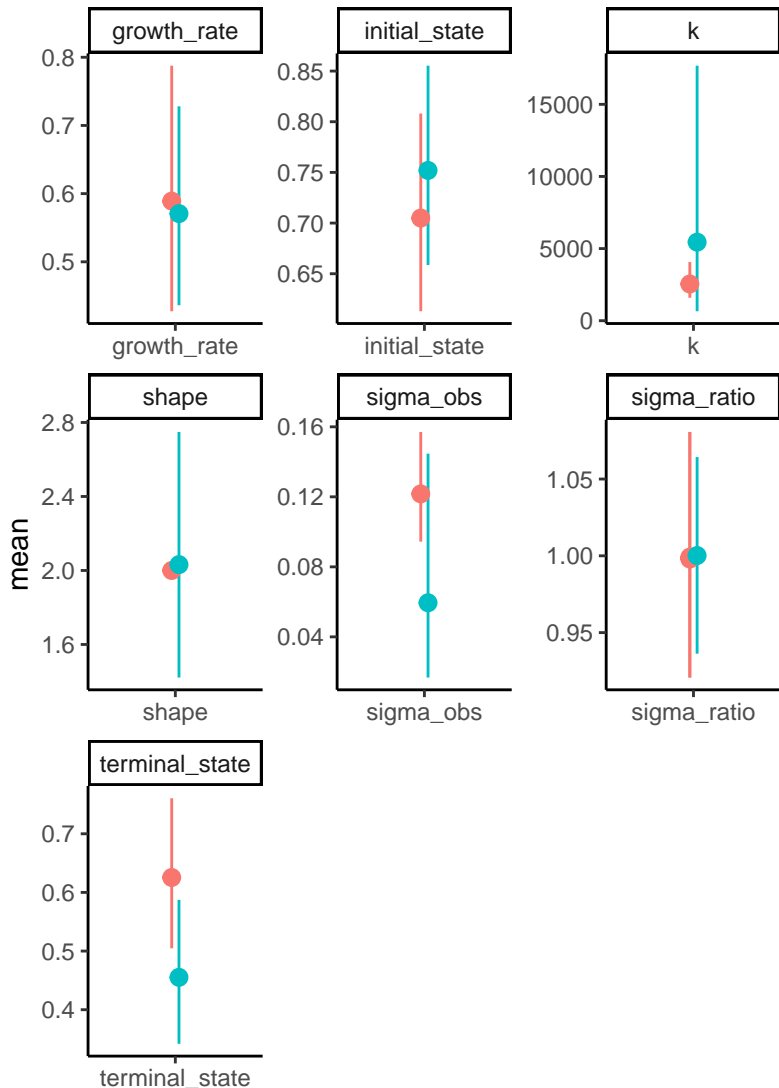 growth_rate
initial_state
k
0.8
0.7
0.6
0.5
0.85
0.80
0.75
0.70
0.65
15000
10000
5000
0
growth_rate
initial_state
k
mean
shape
sigma_obs
sigma_ratio
2.8
2.4
2.0
1.6
0.16
0.12
0.08
0.04
1.05
1.00
0.95
shape
sigma_obs
sigma_ratio
terminal_state
0.7
0.6
0.5
0.4
terminal_state